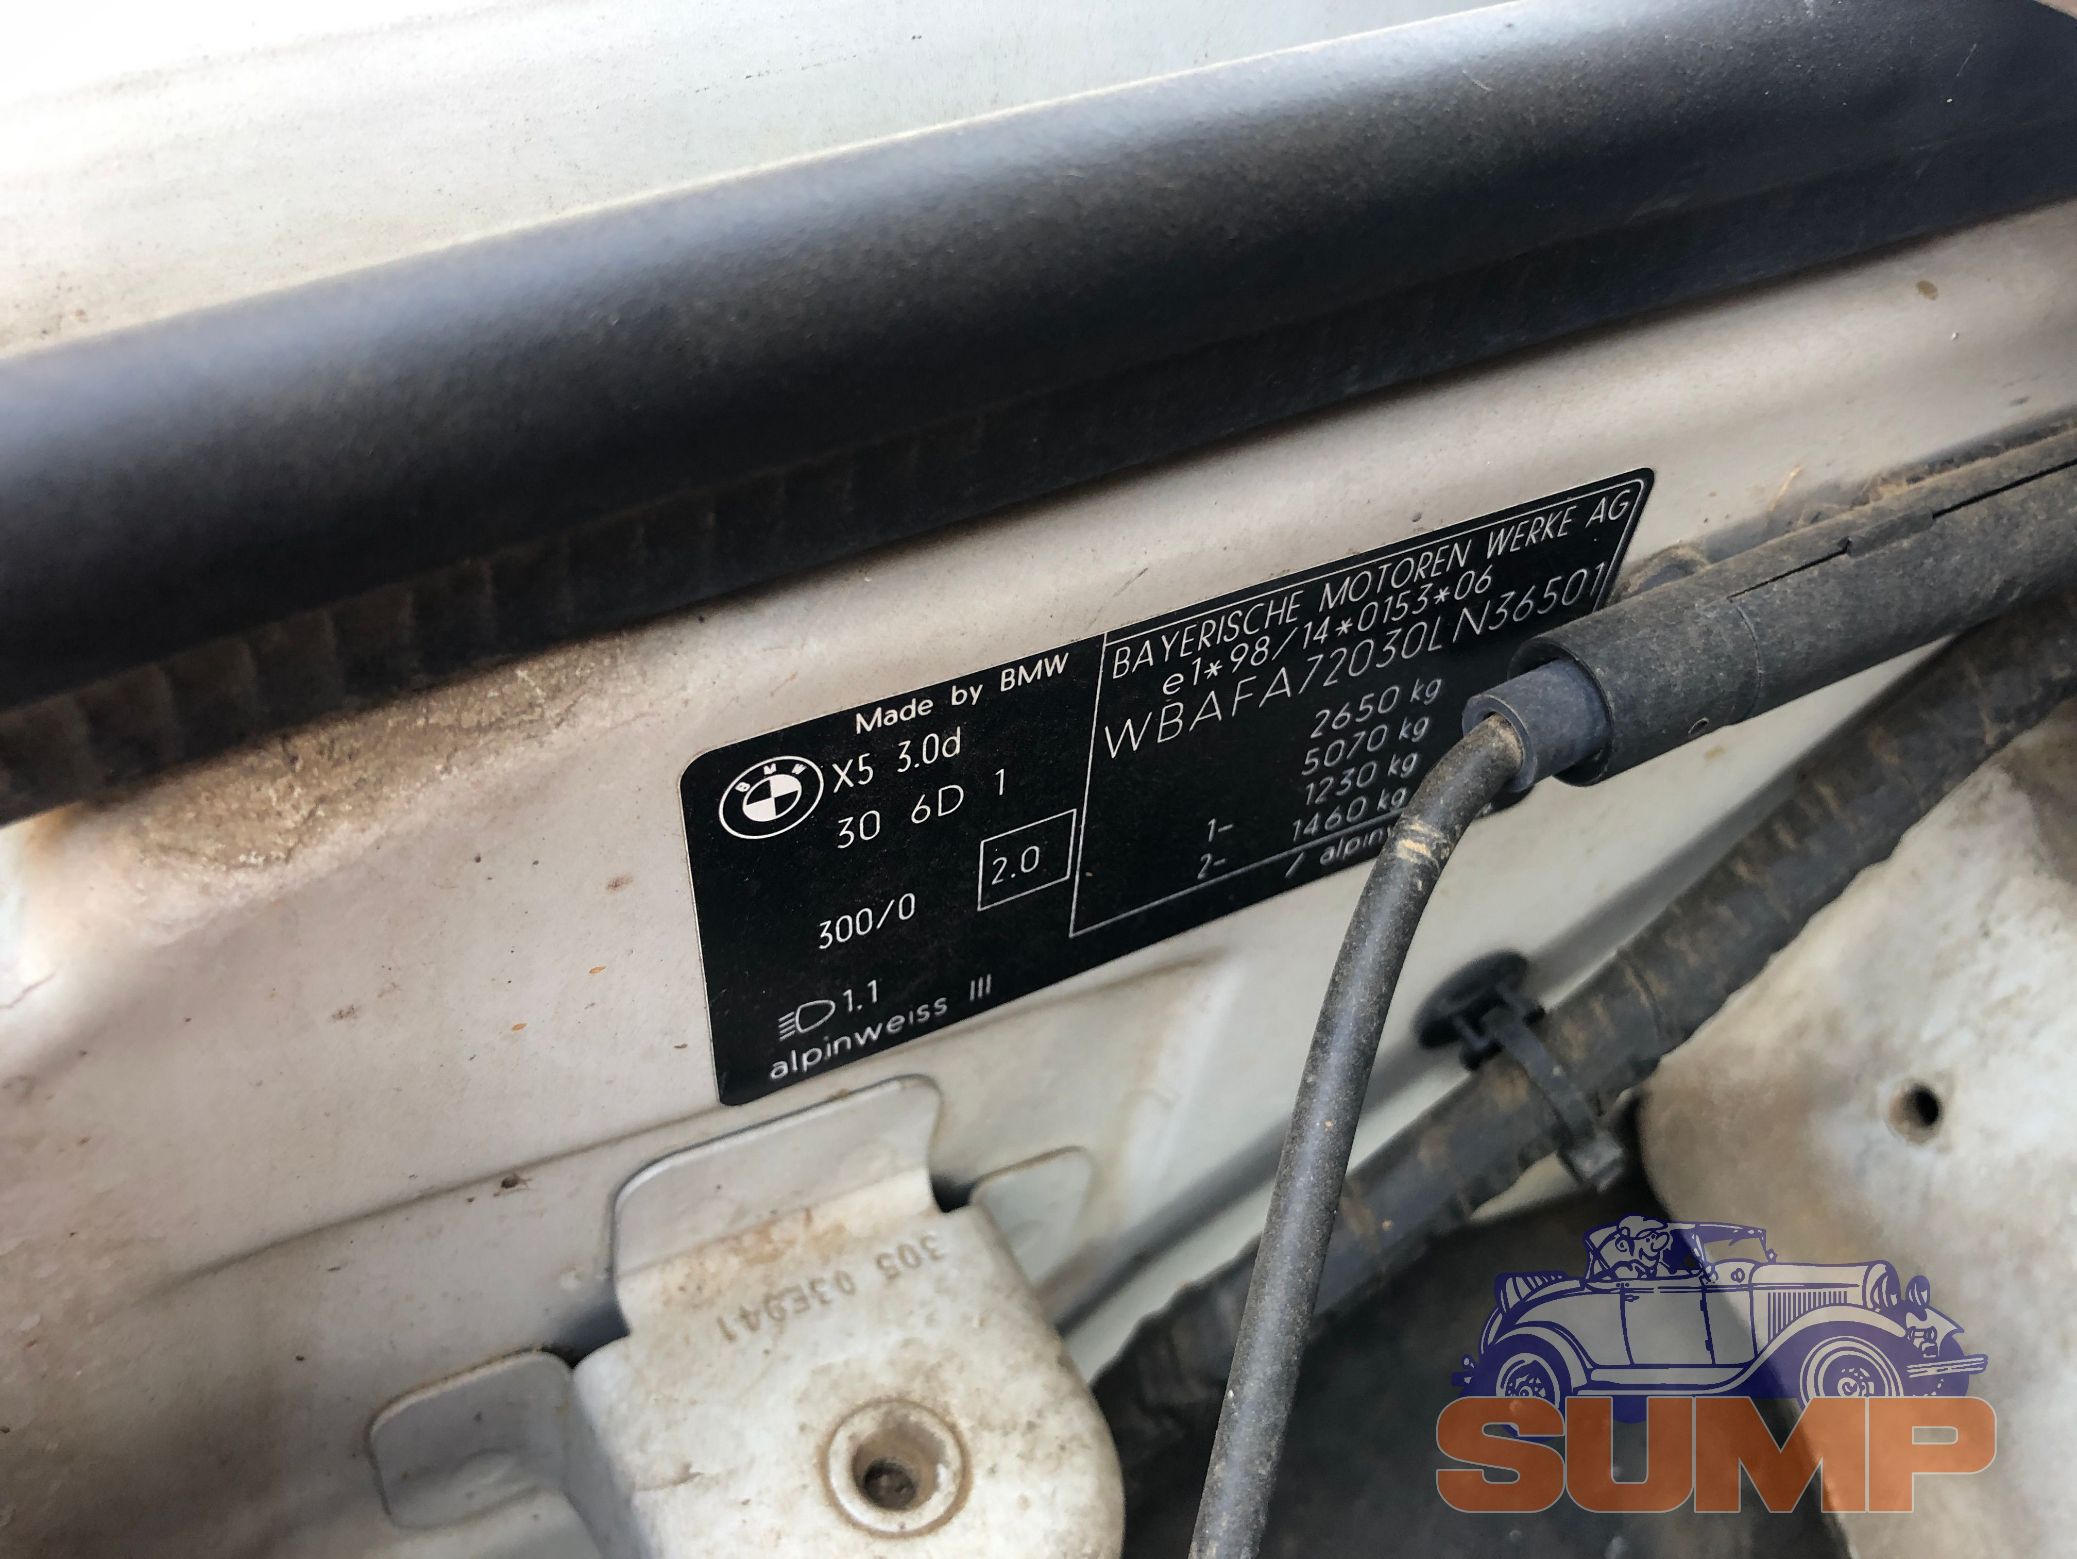 Made by BMW
BMW
X5 3.0d
30 6D 1
2.0
300/0
1.1
alpinweiss III
BAYERISCHE MOTOREN WERKE AG
e1*98/14*0153*06
WBAFA72030LN36501
2650 kg
5070 kg
1- 1230 kg
2- 1460 kg
/
305 03E941
SUMP